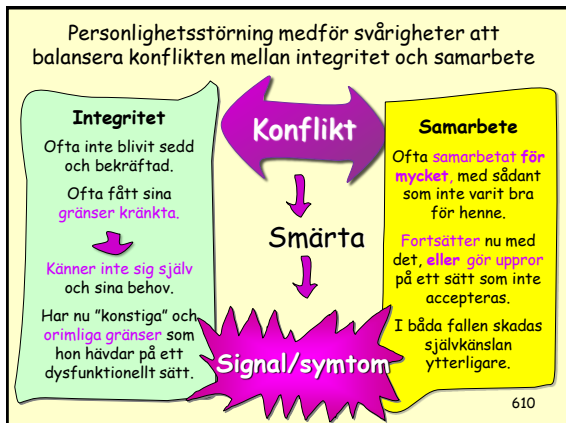 Personlighetsstörning medför svårigheter att
balansera konflikten mellan integritet och samarbete
Integritet
Ofta inte blivit sedd
och bekräftad.
Ofta fått sina
gränser kränkta.
Känner inte sig själv
och sina behov.
Har nu "konstiga" och
orimliga gränser som
hon hävdar på ett
dysfunktionellt sätt.
Konflikt
Smärta
Signal/symtom
Samarbete
Ofta samarbetat för
mycket, med sådant
som inte varit bra
för henne.
Fortsätter nu med
det, eller gör uppror
på ett sätt som inte
accepteras.
I båda fallen skadas
självkänslan
ytterligare.
610